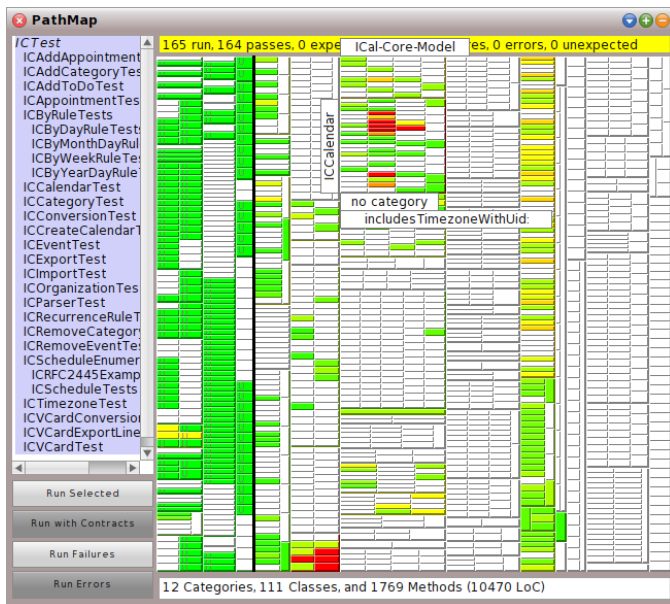 PathMap
ICTest
ICAddAppointment
ICAddCategoryTes
ICAddToDoTest
ICAppointmentTes
ICByRuleTests
ICByDayRuleTests
ICByMonthDayRul
ICByWeekRuleTe
ICByYearDayRule
ICCalendarTest
ICCategoryTest
ICConversionTest
ICCreateCalendarT
ICEventTest
ICExportTest
ICImportTest
ICOrganizationTes
ICParserTest
ICRecurrenceRuleT
ICRemoveCategory
ICRemoveEventTes
ICScheduleEnumer
ICRFC2445Examp
ICScheduleTests
ICTimezoneTest
ICVCardConversion
ICVCardExportLine
ICVCardTest
Run Selected
Run with Contracts
Run Failures
Run Errors
165 run, 164 passes, 0 expe
ICal-Core-Model
res, 0 errors, 0 unexpected
ICCalendar
no category
includesTimezoneWithUid:
12 Categories, 111 Classes, and 1769 Methods (10470 LoC)